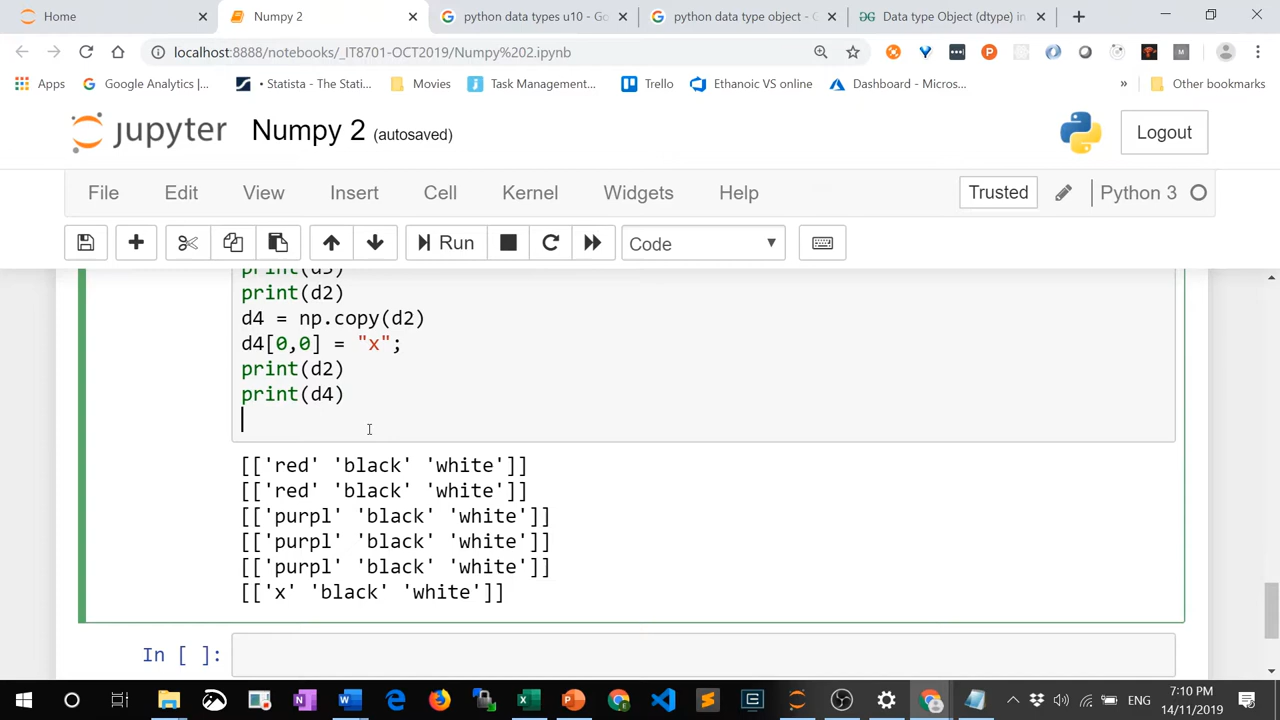 Home
Numpy 2
python data types u10 - Go
python data type object - G
Data type Object (dtype) in
localhost:8888/notebooks/_IT8701-OCT2019/Numpy%202.ipynb
Apps
Google Analytics |...
• Statista - The Stati...
Movies
Task Management...
Trello
Ethanoic VS online
Dashboard - Micros...
»
Other bookmarks
jupyter
Numpy 2 (autosaved)
Logout
File
Edit
View
Insert
Cell
Kernel
Widgets
Help
Trusted
Python 3
Run
Code
print(d3)
print(d2)
d4 = np.copy(d2)
d4[0,0] = "x";
print(d2)
print(d4)
[['red' 'black' 'white']]
[['red' 'black' 'white']]
[['purpl' 'black' 'white']]
[['purpl' 'black' 'white']]
[['purpl' 'black' 'white']]
[['x' 'black' 'white']]
In [ ]:
ENG
7:10 PM
14/11/2019